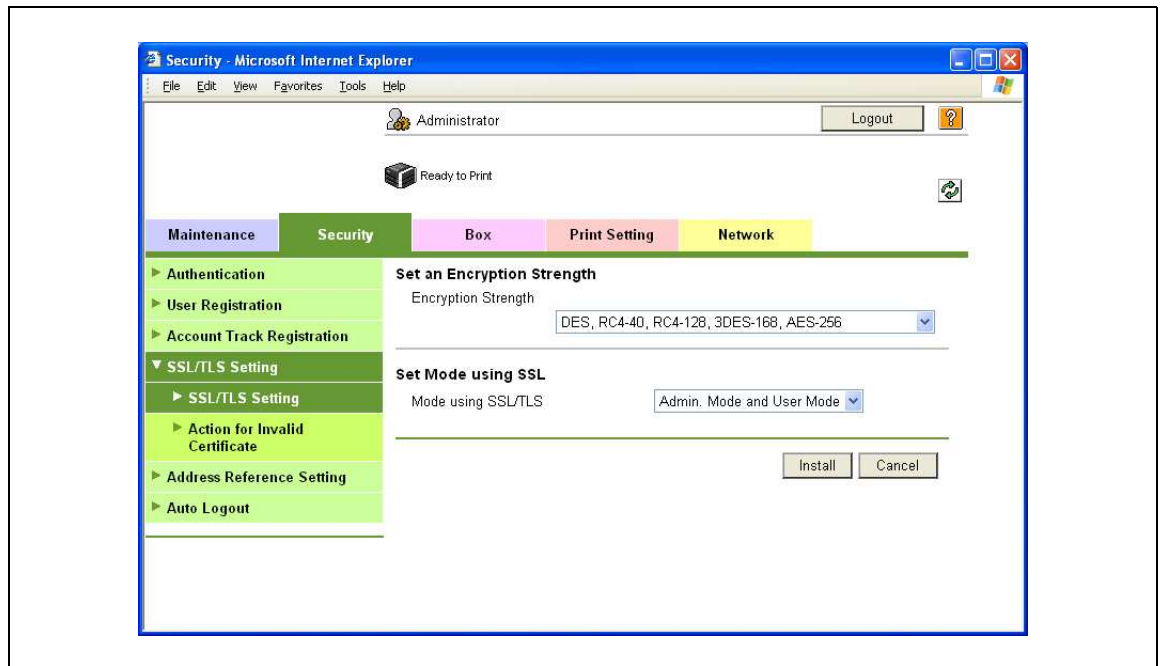 Security - Microsoft Internet Explorer
File Edit View Favorites Tools Help
Administrator
Logout
?
Ready to Print
Maintenance Security Box Print Setting Network
Authentication
User Registration
Account Track Registration
SSL/TLS Setting
SSL/TLS Setting
Action for Invalid
Certificate
Address Reference Setting
Auto Logout
Set an Encryption Strength
Encryption Strength
DES, RC4-40, RC4-128, 3DES-168, AES-256
Set Mode using SSL
Mode using SSL/TLS
Admin. Mode and User Mode
Install Cancel